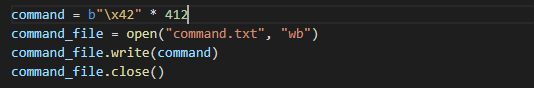 command = b"\x42" * 412
command_file = open("command.txt", "wb")
command_file.write(command)
command_file.close()